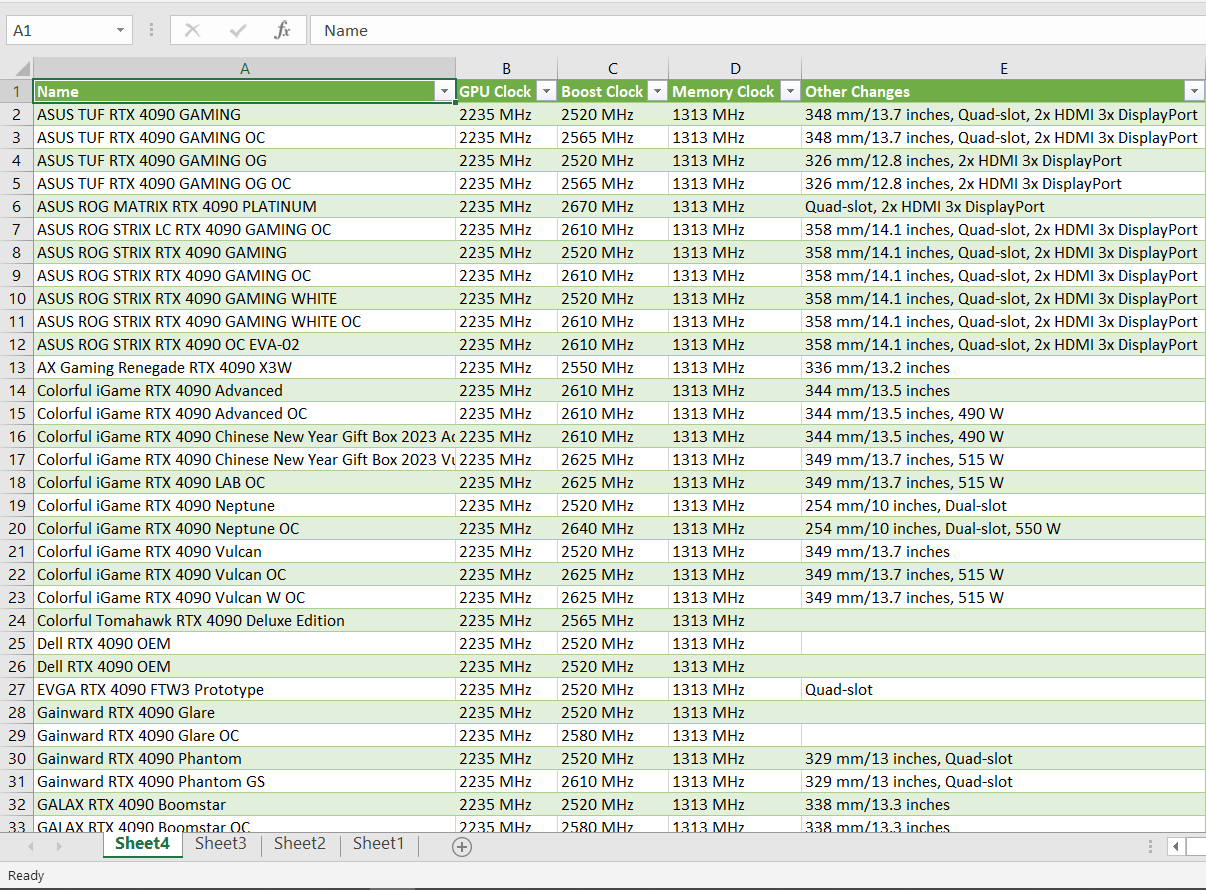 A1 fx Name
A B C D E
1 Name GPU Clock Boost Clock Memory Clock Other Changes
2 ASUS TUF RTX 4090 GAMING 2235 MHz 2520 MHz 1313 MHz 348 mm/13.7 inches, Quad-slot, 2x HDMI 3x DisplayPort
3 ASUS TUF RTX 4090 GAMING OC 2235 MHz 2565 MHz 1313 MHz 348 mm/13.7 inches, Quad-slot, 2x HDMI 3x DisplayPort
4 ASUS TUF RTX 4090 GAMING OG 2235 MHz 2520 MHz 1313 MHz 326 mm/12.8 inches, 2x HDMI 3x DisplayPort
5 ASUS TUF RTX 4090 GAMING OG OC 2235 MHz 2565 MHz 1313 MHz 326 mm/12.8 inches, 2x HDMI 3x DisplayPort
6 ASUS ROG MATRIX RTX 4090 PLATINUM 2235 MHz 2670 MHz 1313 MHz Quad-slot, 2x HDMI 3x DisplayPort
7 ASUS ROG STRIX LC RTX 4090 GAMING OC 2235 MHz 2610 MHz 1313 MHz 358 mm/14.1 inches, Quad-slot, 2x HDMI 3x DisplayPort
8 ASUS ROG STRIX RTX 4090 GAMING 2235 MHz 2520 MHz 1313 MHz 358 mm/14.1 inches, Quad-slot, 2x HDMI 3x DisplayPort
9 ASUS ROG STRIX RTX 4090 GAMING OC 2235 MHz 2610 MHz 1313 MHz 358 mm/14.1 inches, Quad-slot, 2x HDMI 3x DisplayPort
10 ASUS ROG STRIX RTX 4090 GAMING WHITE 2235 MHz 2520 MHz 1313 MHz 358 mm/14.1 inches, Quad-slot, 2x HDMI 3x DisplayPort
11 ASUS ROG STRIX RTX 4090 GAMING WHITE OC 2235 MHz 2610 MHz 1313 MHz 358 mm/14.1 inches, Quad-slot, 2x HDMI 3x DisplayPort
12 ASUS ROG STRIX RTX 4090 OC EVA-02 2235 MHz 2610 MHz 1313 MHz 358 mm/14.1 inches, Quad-slot, 2x HDMI 3x DisplayPort
13 AX Gaming Renegade RTX 4090 X3W 2235 MHz 2550 MHz 1313 MHz 336 mm/13.2 inches
14 Colorful iGame RTX 4090 Advanced 2235 MHz 2610 MHz 1313 MHz 344 mm/13.5 inches
15 Colorful iGame RTX 4090 Advanced OC 2235 MHz 2610 MHz 1313 MHz 344 mm/13.5 inches, 490 W
16 Colorful iGame RTX 4090 Chinese New Year Gift Box 2023 Ad 2235 MHz 2610 MHz 1313 MHz 344 mm/13.5 inches, 490 W
17 Colorful iGame RTX 4090 Chinese New Year Gift Box 2023 Vu 2235 MHz 2625 MHz 1313 MHz 349 mm/13.7 inches, 515 W
18 Colorful iGame RTX 4090 LAB OC 2235 MHz 2625 MHz 1313 MHz 349 mm/13.7 inches, 515 W
19 Colorful iGame RTX 4090 Neptune 2235 MHz 2520 MHz 1313 MHz 254 mm/10 inches, Dual-slot
20 Colorful iGame RTX 4090 Neptune OC 2235 MHz 2640 MHz 1313 MHz 254 mm/10 inches, Dual-slot, 550 W
21 Colorful iGame RTX 4090 Vulcan 2235 MHz 2520 MHz 1313 MHz 349 mm/13.7 inches
22 Colorful iGame RTX 4090 Vulcan OC 2235 MHz 2625 MHz 1313 MHz 349 mm/13.7 inches, 515 W
23 Colorful iGame RTX 4090 Vulcan W OC 2235 MHz 2625 MHz 1313 MHz 349 mm/13.7 inches, 515 W
24 Colorful Tomahawk RTX 4090 Deluxe Edition 2235 MHz 2565 MHz 1313 MHz
25 Dell RTX 4090 OEM 2235 MHz 2520 MHz 1313 MHz
26 Dell RTX 4090 OEM 2235 MHz 2520 MHz 1313 MHz
27 EVGA RTX 4090 FTW3 Prototype 2235 MHz 2520 MHz 1313 MHz Quad-slot
28 Gainward RTX 4090 Glare 2235 MHz 2520 MHz 1313 MHz
29 Gainward RTX 4090 Glare OC 2235 MHz 2580 MHz 1313 MHz
30 Gainward RTX 4090 Phantom 2235 MHz 2520 MHz 1313 MHz 329 mm/13 inches, Quad-slot
31 Gainward RTX 4090 Phantom GS 2235 MHz 2610 MHz 1313 MHz 329 mm/13 inches, Quad-slot
32 GALAX RTX 4090 Boomstar 2235 MHz 2520 MHz 1313 MHz 338 mm/13.3 inches
33 GALAX RTX 4090 Boomstar OC 2235 MHz 2580 MHz 1313 MHz 338 mm/13.3 inches
Sheet4 Sheet3 Sheet2 Sheet1
Ready